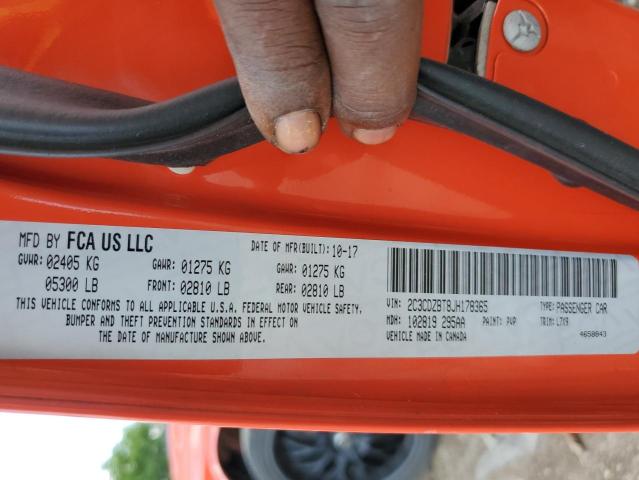 MFD BY FCA US LLC
DATE OF MFR(BUILT): 10-17
GVWR: 02405 KG GAWR: 01275 KG GAWR: 01275 KG
05300 LB FRONT: 02810 LB REAR: 02810 LB
THIS VEHICLE CONFORMS TO ALL APPLICABLE U.S.A. FEDERAL MOTOR VEHICLE SAFETY,
BUMPER AND THEFT PREVENTION STANDARDS IN EFFECT ON
THE DATE OF MANUFACTURE SHOWN ABOVE.
VIN: 2C3CDZBT8JH178365 TYPE: PASSENGER CAR
MDH: 102819 295AA PAINT: PVP TRIM: L7X9
VEHICLE MADE IN CANADA 4658843